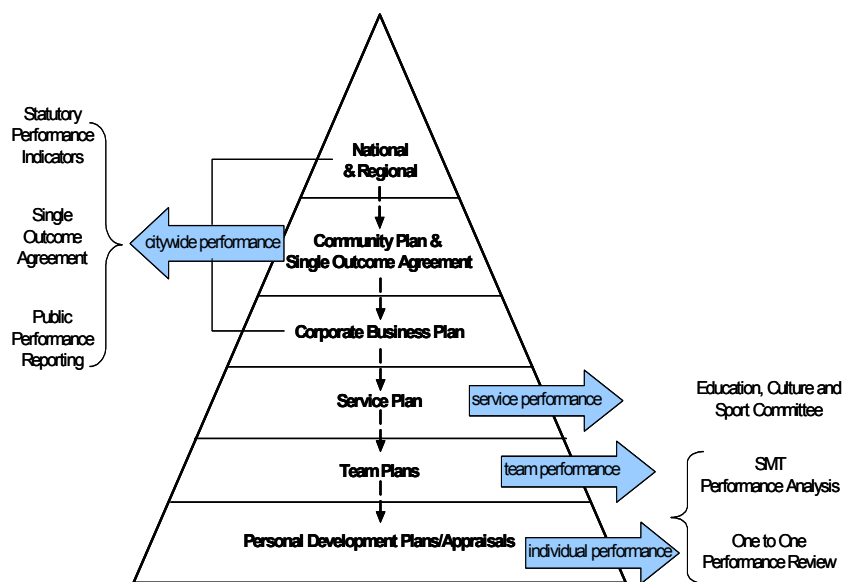 Statutory
Performance
Indicators
Single
Outcome
Agreement
Public
Performance
Reporting
citywide performance
National
& Regional
Community Plan &
Single Outcome Agreement
Corporate Business Plan
Service Plan
Team Plans
Personal Development Plans/Appraisals
service performance
team performance
individual performance
Education, Culture and
Sport Committee
SMT
Performance Analysis
One to One
Performance Review